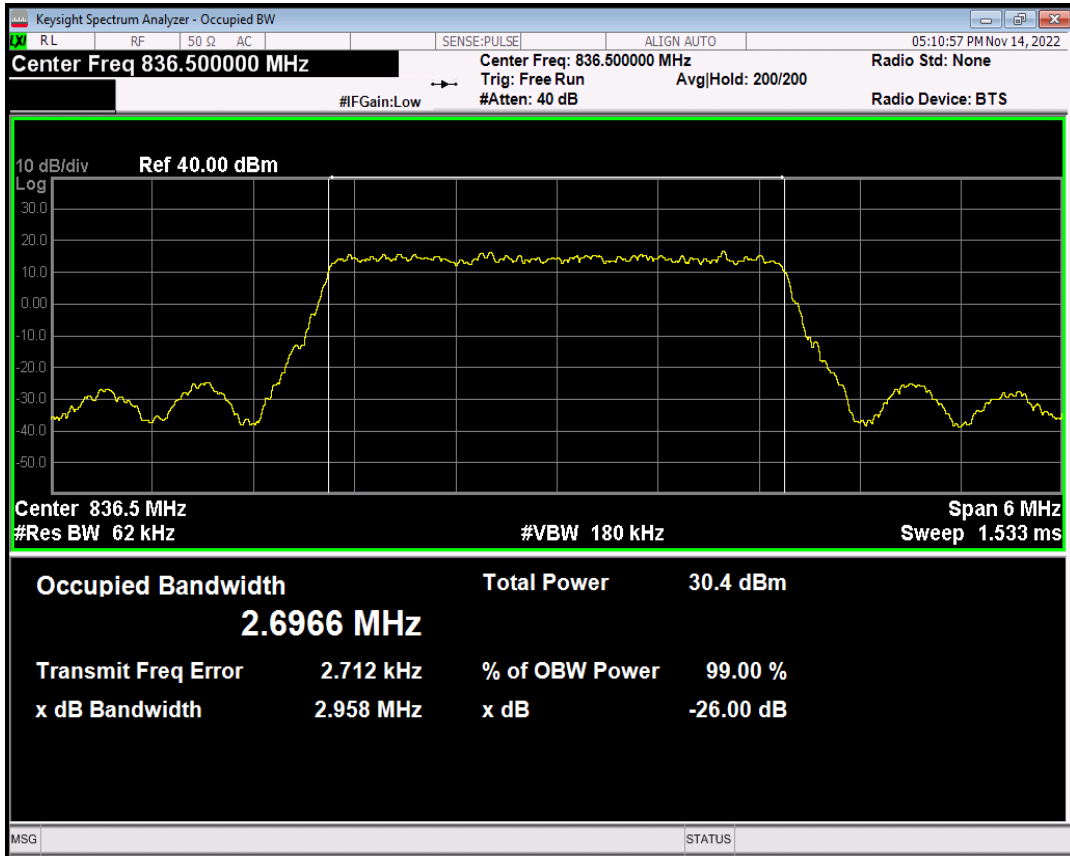 Keysight Spectrum Analyzer - Occupied BW
LXI RL RF 50 Ω AC SENSE:PULSE ALIGN AUTO 05:10:57 PM Nov 14, 2022
Center Freq 836.500000 MHz Center Freq: 836.500000 MHz Radio Std: None
Trig: Free Run Avg|Hold: 200/200
#IFGain:Low #Atten: 40 dB Radio Device: BTS
10 dB/div Ref 40.00 dBm
Log
30.0
20.0
10.0
0.00
-10.0
-20.0
-30.0
-40.0
-50.0
Center 836.5 MHz Span 6 MHz
#Res BW 62 kHz #VBW 180 kHz Sweep 1.533 ms
Occupied Bandwidth Total Power 30.4 dBm
2.6966 MHz
Transmit Freq Error 2.712 kHz % of OBW Power 99.00 %
x dB Bandwidth 2.958 MHz x dB -26.00 dB
MSG STATUS